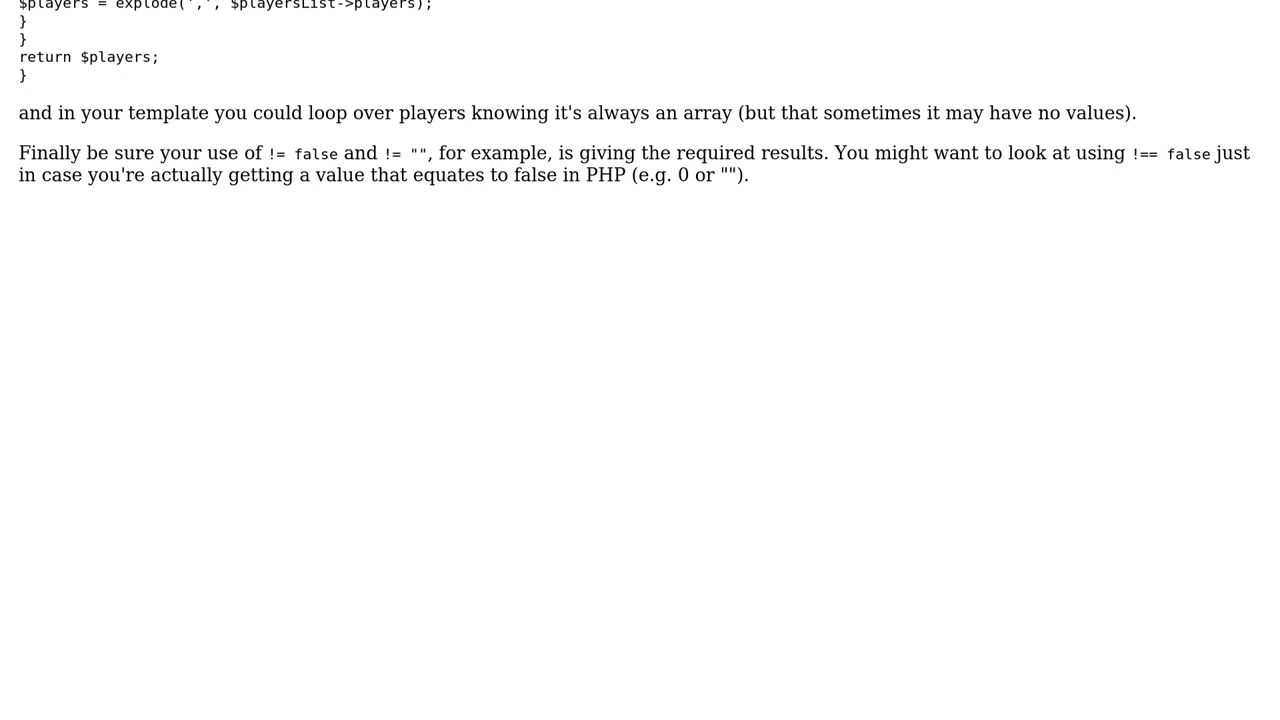 $players = explode(',', $playersList->players);
}
}
return $players;
}
and in your template you could loop over players knowing it's always an array (but that sometimes it may have no values).
Finally be sure your use of != false and != "", for example, is giving the required results. You might want to look at using !== false just
in case you're actually getting a value that equates to false in PHP (e.g. 0 or "").